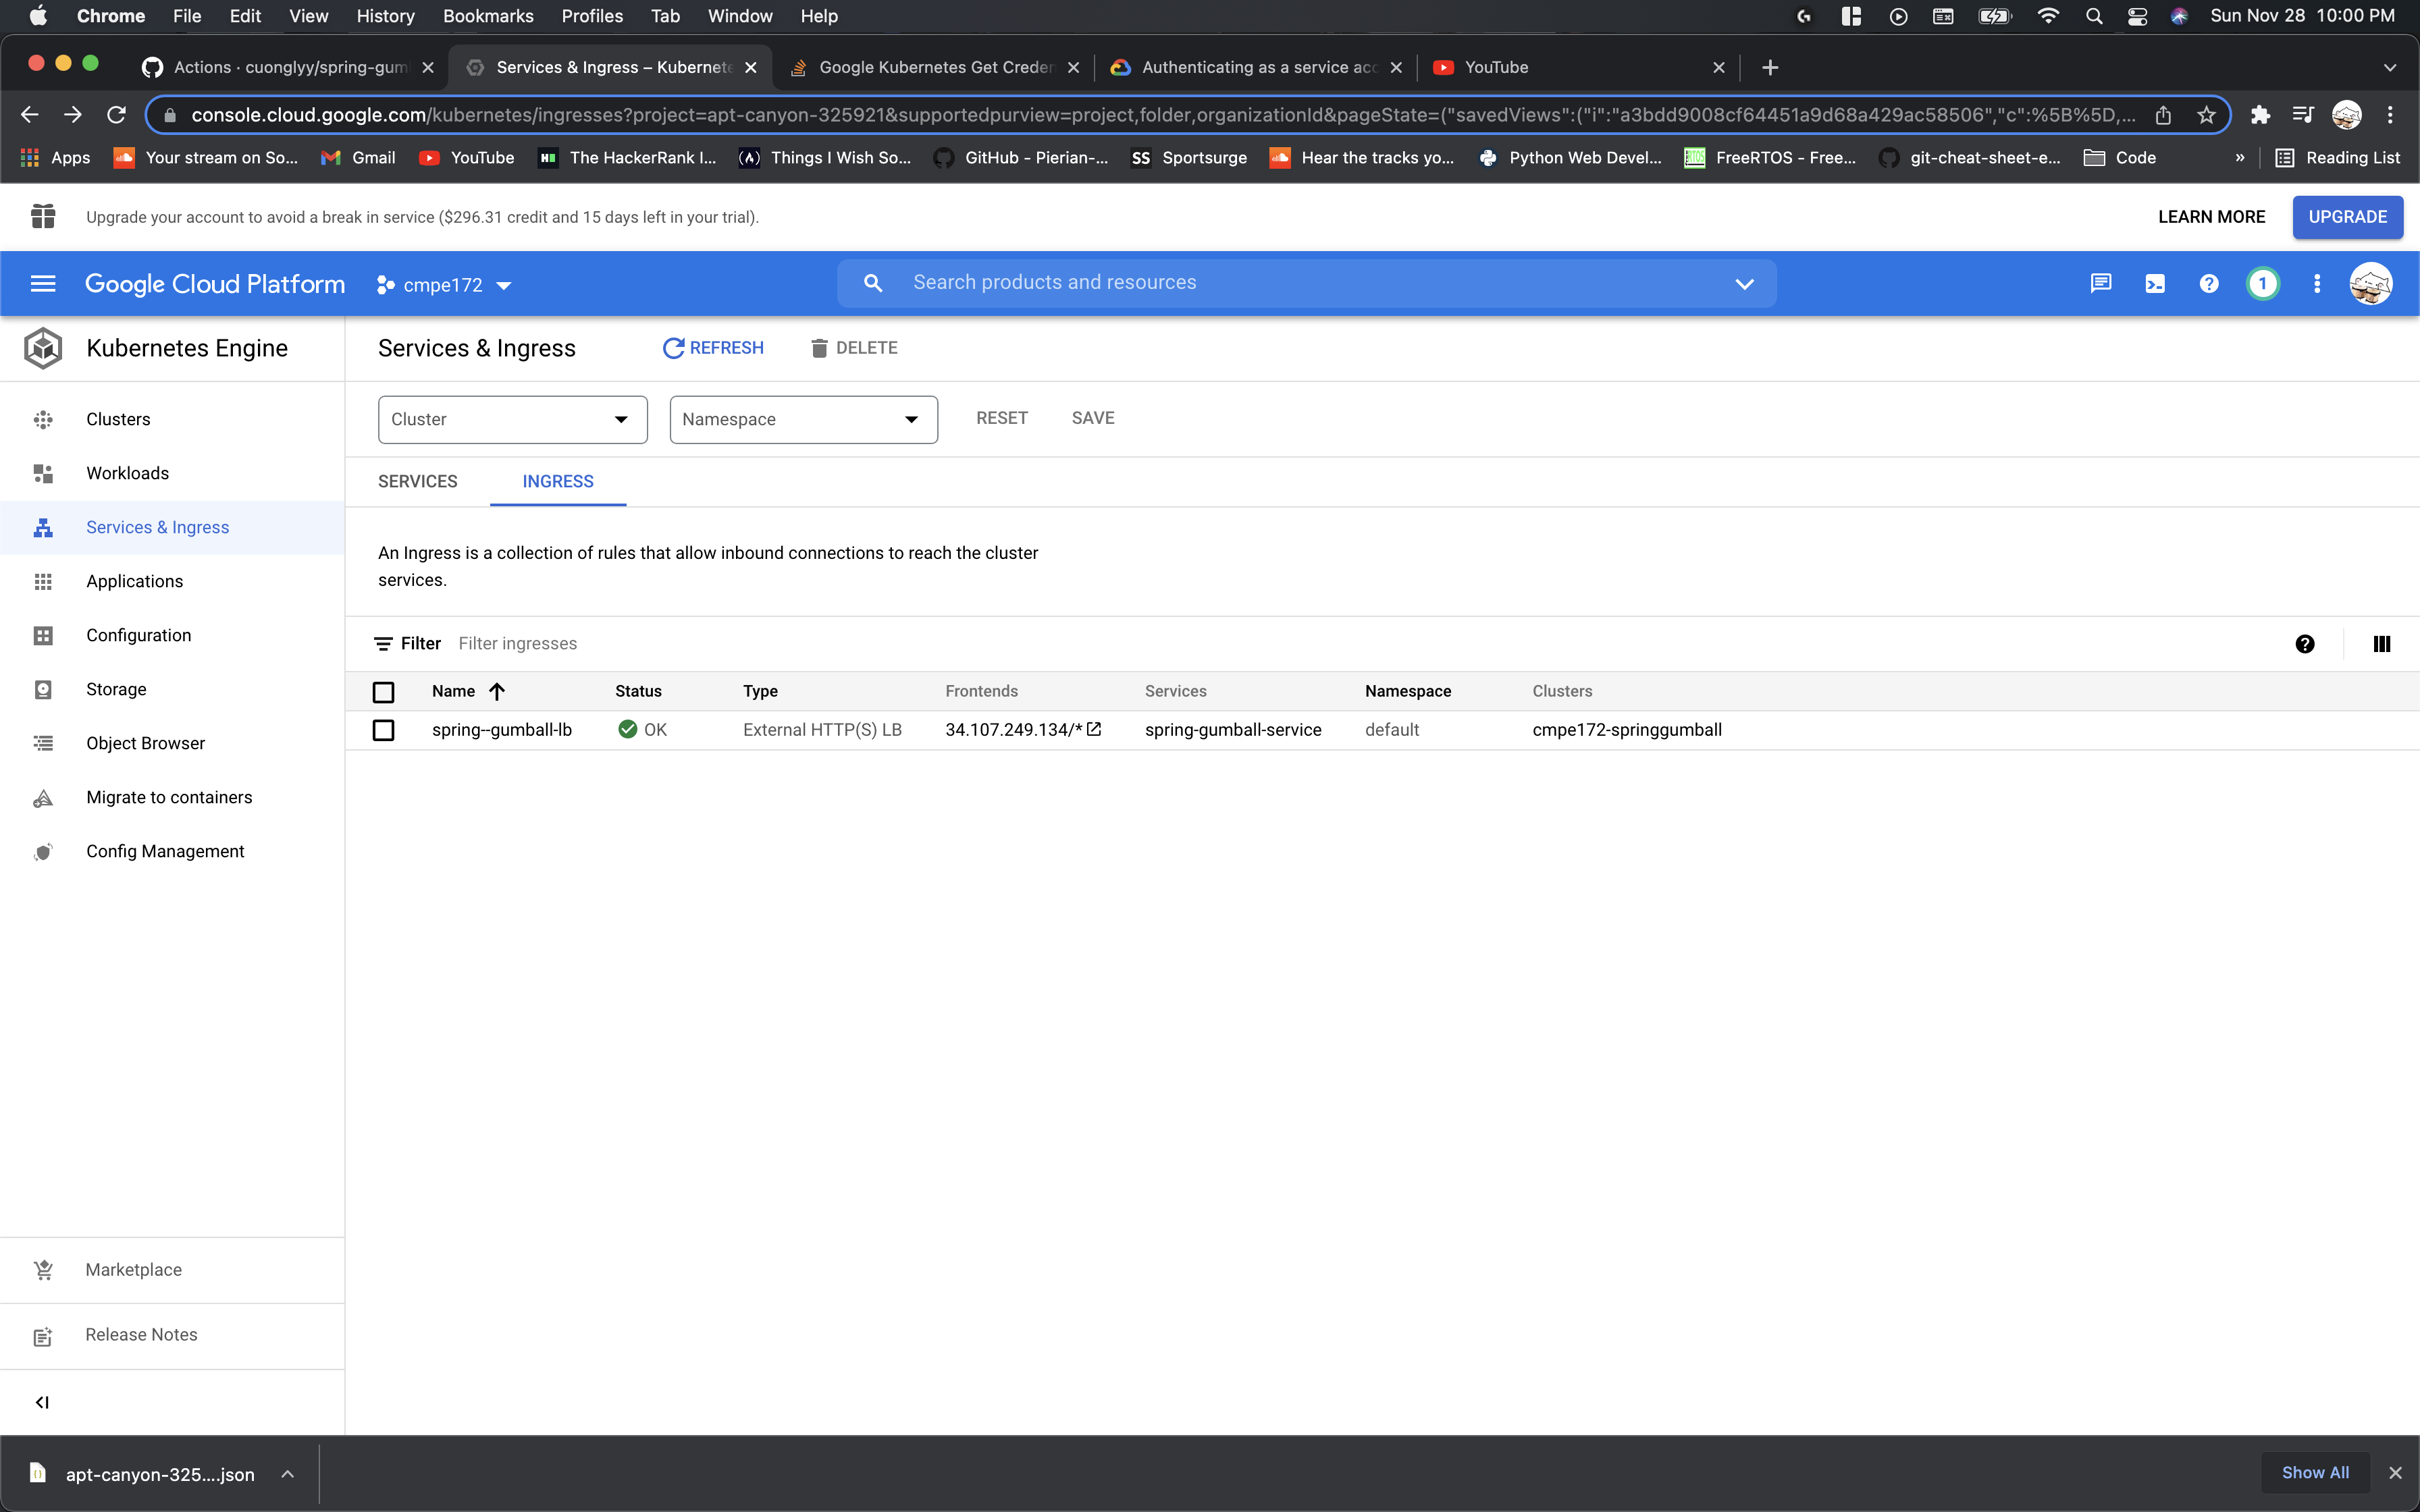 Chrome File Edit View History Bookmarks Profiles Tab Window Help Sun Nov 28 10:00 PM
Actions · cuonglyy/spring-gum Services & Ingress – Kubernete Google Kubernetes Get Creden Authenticating as a service acc YouTube
console.cloud.google.com/kubernetes/ingresses?project=apt-canyon-325921&supportedpurview=project,folder,organizationId&pageState=("savedViews":("i":"a3bdd9008cf64451a9d68a429ac58506","c":%5B%5D,...
Apps Your stream on So... Gmail YouTube The HackerRank I... Things I Wish So... GitHub - Pierian-... SS Sportsurge Hear the tracks yo... Python Web Devel... FreeRTOS - Free... git-cheat-sheet-e... Code » Reading List
Upgrade your account to avoid a break in service ($296.31 credit and 15 days left in your trial). LEARN MORE UPGRADE
Google Cloud Platform cmpe172 Search products and resources 1
Kubernetes Engine
Services & Ingress REFRESH DELETE
Clusters
Workloads
Services & Ingress
Applications
Configuration
Storage
Object Browser
Migrate to containers
Config Management
Marketplace
Release Notes
Cluster Namespace RESET SAVE
SERVICES INGRESS
An Ingress is a collection of rules that allow inbound connections to reach the cluster
services.
Filter Filter ingresses
Name Status Type Frontends Services Namespace Clusters
spring--gumball-lb OK External HTTP(S) LB 34.107.249.134/* spring-gumball-service default cmpe172-springgumball
apt-canyon-325....json Show All